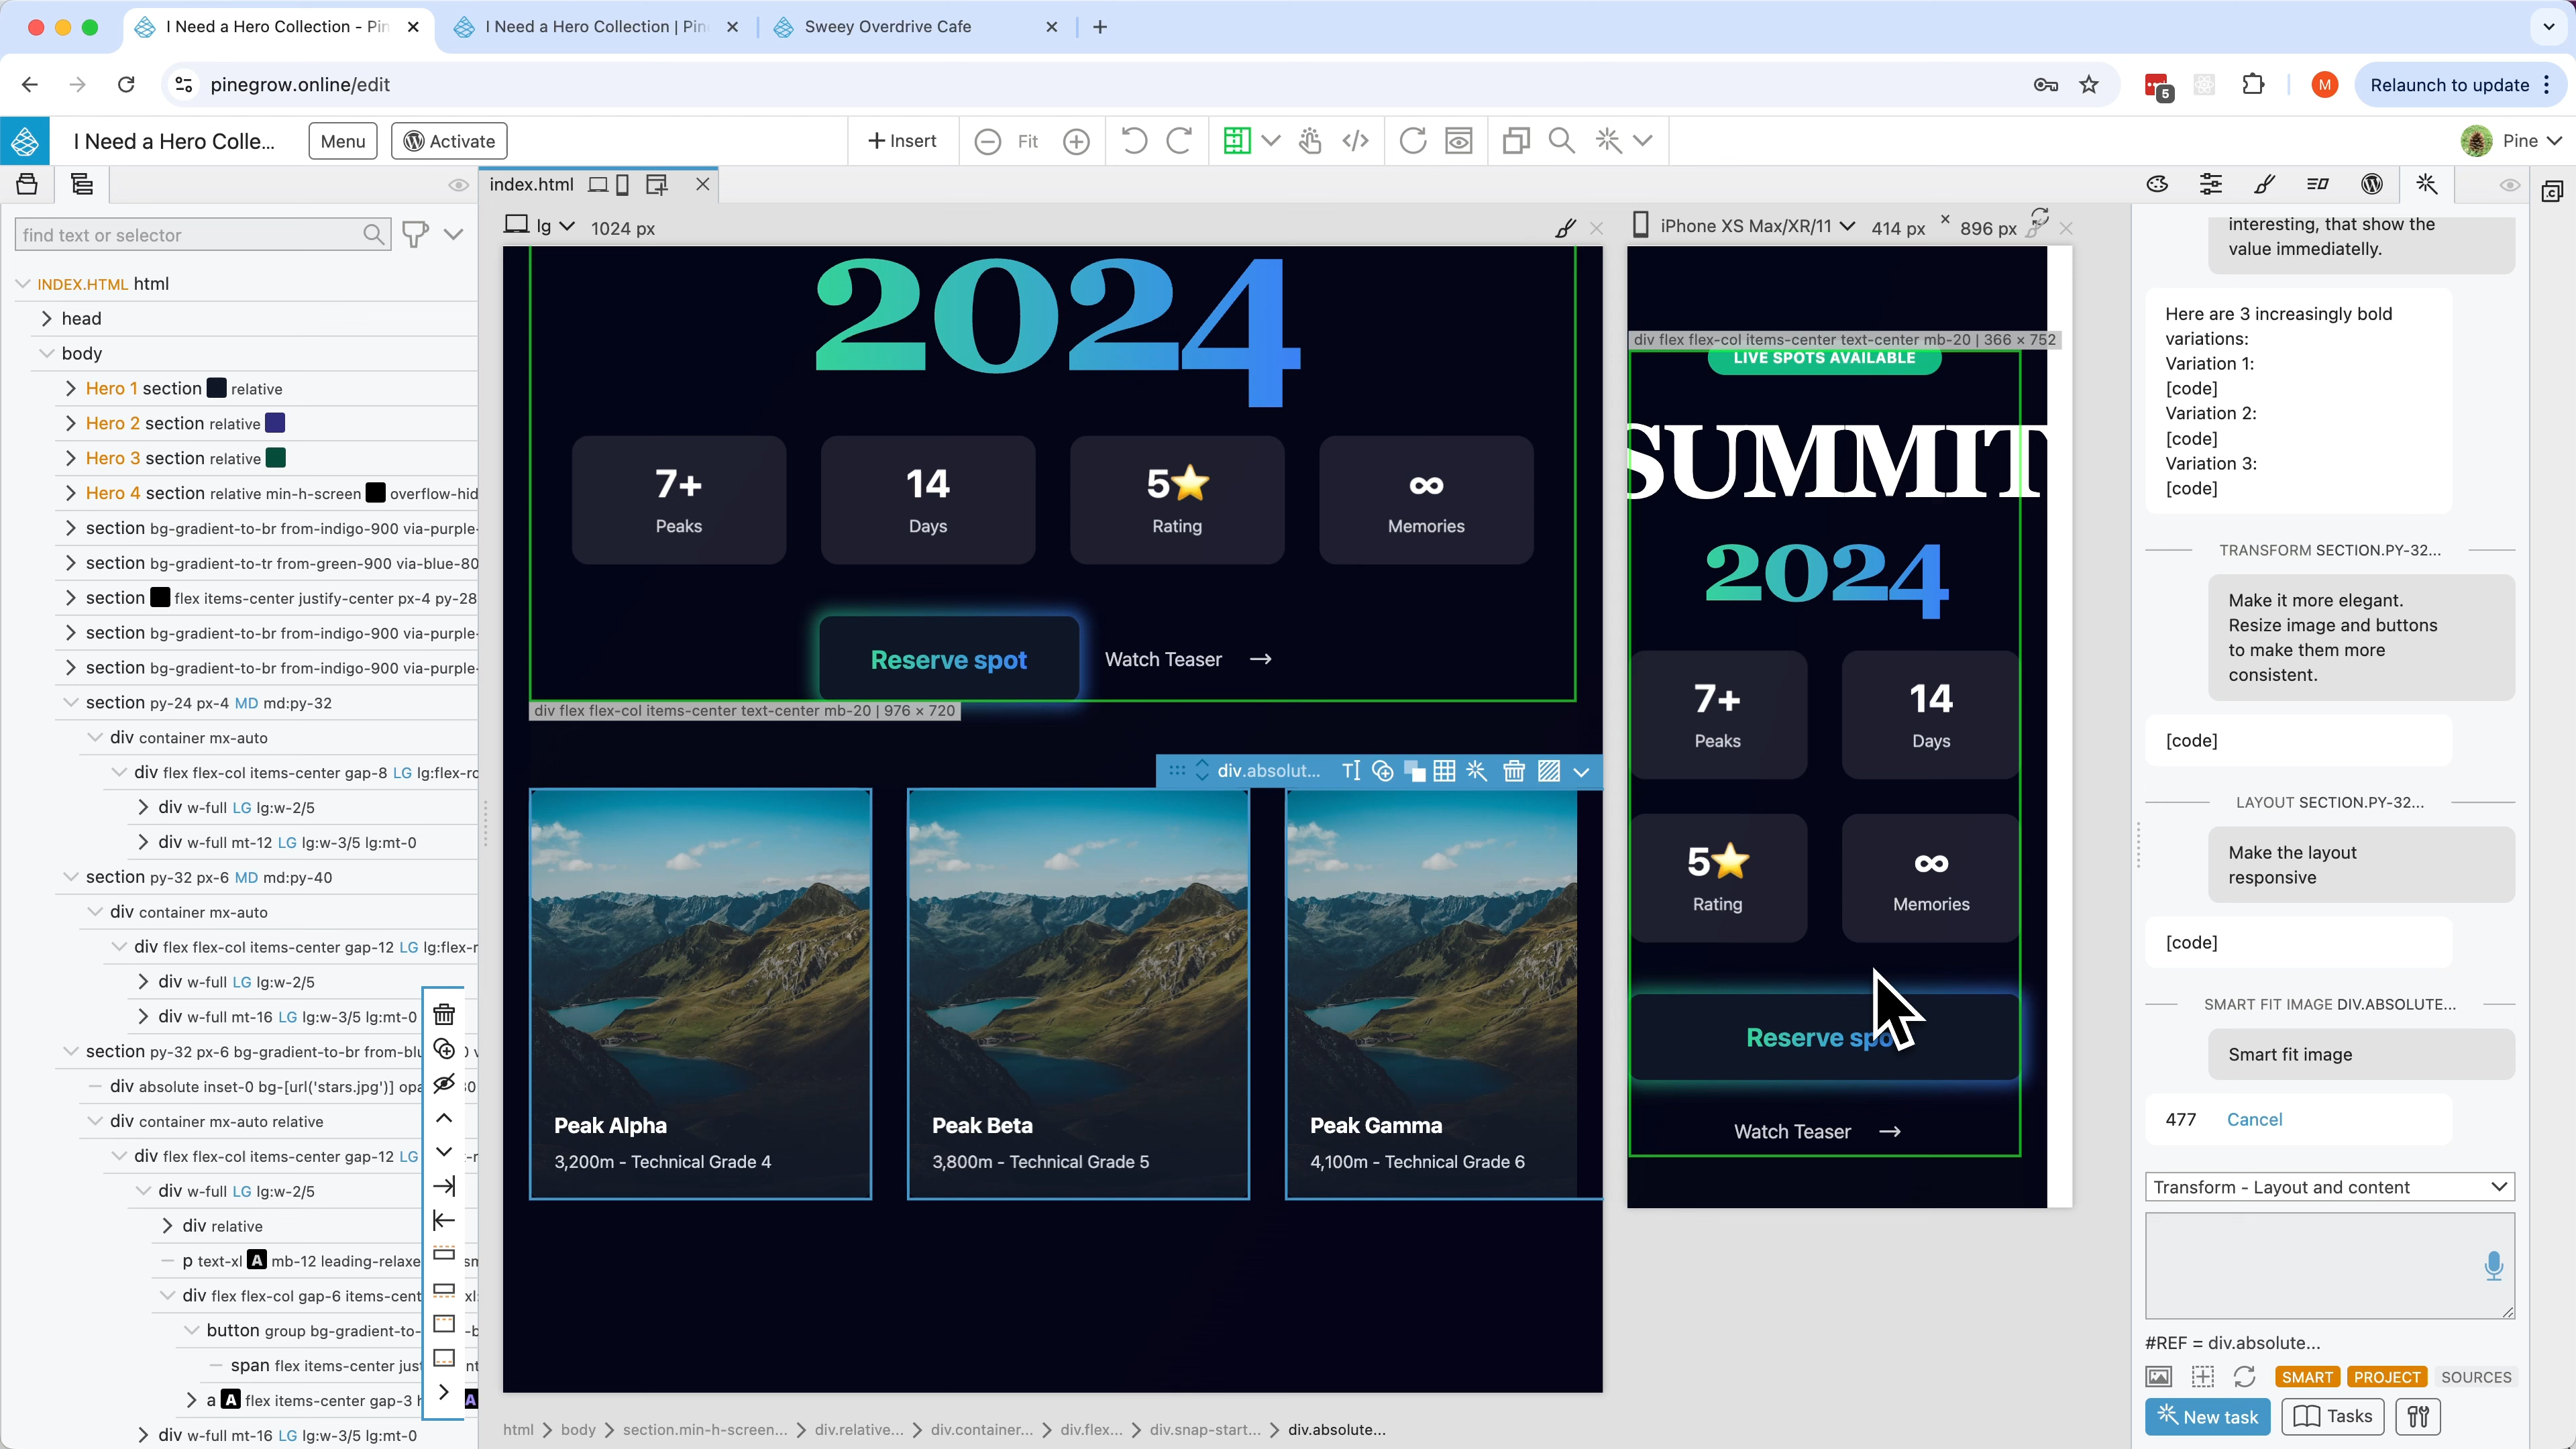 I Need a Hero Collection - Pin
I Need a Hero Collection | Pin
Sweey Overdrive Cafe
pinegrow.online/edit
5
M
Relaunch to update
I Need a Hero Colle...
Menu
Activate
Insert
Fit
Pine
index.html
find text or selector
lg
1024 px
iPhone XS Max/XR/11
414 px
×
896 px
INDEX.HTML html
head
body
Hero 1 section relative
Hero 2 section relative
Hero 3 section relative
Hero 4 section relative min-h-screen overflow-hid
section bg-gradient-to-br from-indigo-900 via-purple-
section bg-gradient-to-tr from-green-900 via-blue-80
section flex items-center justify-center px-4 py-28
section bg-gradient-to-br from-indigo-900 via-purple-
section bg-gradient-to-br from-indigo-900 via-purple-
section py-24 px-4 MD md:py-32
div container mx-auto
div flex flex-col items-center gap-8 LG lg:flex-ro
div w-full LG lg:w-2/5
div w-full mt-12 LG lg:w-3/5 lg:mt-0
section py-32 px-6 MD md:py-40
div container mx-auto
div flex flex-col items-center gap-12 LG lg:flex-r
div w-full LG lg:w-2/5
div w-full mt-16 LG lg:w-3/5 lg:mt-0
section py-32 px-6 bg-gradient-to-br from-blu
div absolute inset-0 bg-[url('stars.jpg')] opa
div container mx-auto relative
div flex flex-col items-center gap-12 LG
div w-full LG lg:w-2/5
div relative
p text-xl A mb-12 leading-relaxe
div flex flex-col gap-6 items-cent
button group bg-gradient-to-
span flex items-center jus
a A flex items-center gap-3 h
div w-full mt-16 LG lg:w-3/5 lg:mt-0
2024
7+
Peaks
14
Days
5⭐
Rating
∞
Memories
Reserve spot
Watch Teaser →
div flex flex-col items-center text-center mb-20 | 976 × 720
div.absolut...
Peak Alpha
3,200m - Technical Grade 4
Peak Beta
3,800m - Technical Grade 5
Peak Gamma
4,100m - Technical Grade 6
html > body > section.min-h-screen... > div.relative... > div.container... > div.flex... > div.snap-start... > div.absolute...
div flex flex-col items-center text-center mb-20 | 366 × 752
LIVE SPOTS AVAILABLE
SUMMIT
2024
7+
Peaks
14
Days
5⭐
Rating
∞
Memories
Reserve spo
Watch Teaser →
interesting, that show the
value immediatelly.
Here are 3 increasingly bold
variations:
Variation 1:
[code]
Variation 2:
[code]
Variation 3:
[code]
TRANSFORM SECTION.PY-32...
Make it more elegant.
Resize image and buttons
to make them more
consistent.
[code]
LAYOUT SECTION.PY-32...
Make the layout
responsive
[code]
SMART FIT IMAGE DIV.ABSOLUTE...
Smart fit image
477 Cancel
Transform - Layout and content
#REF = div.absolute...
SMART PROJECT SOURCES
New task
Tasks